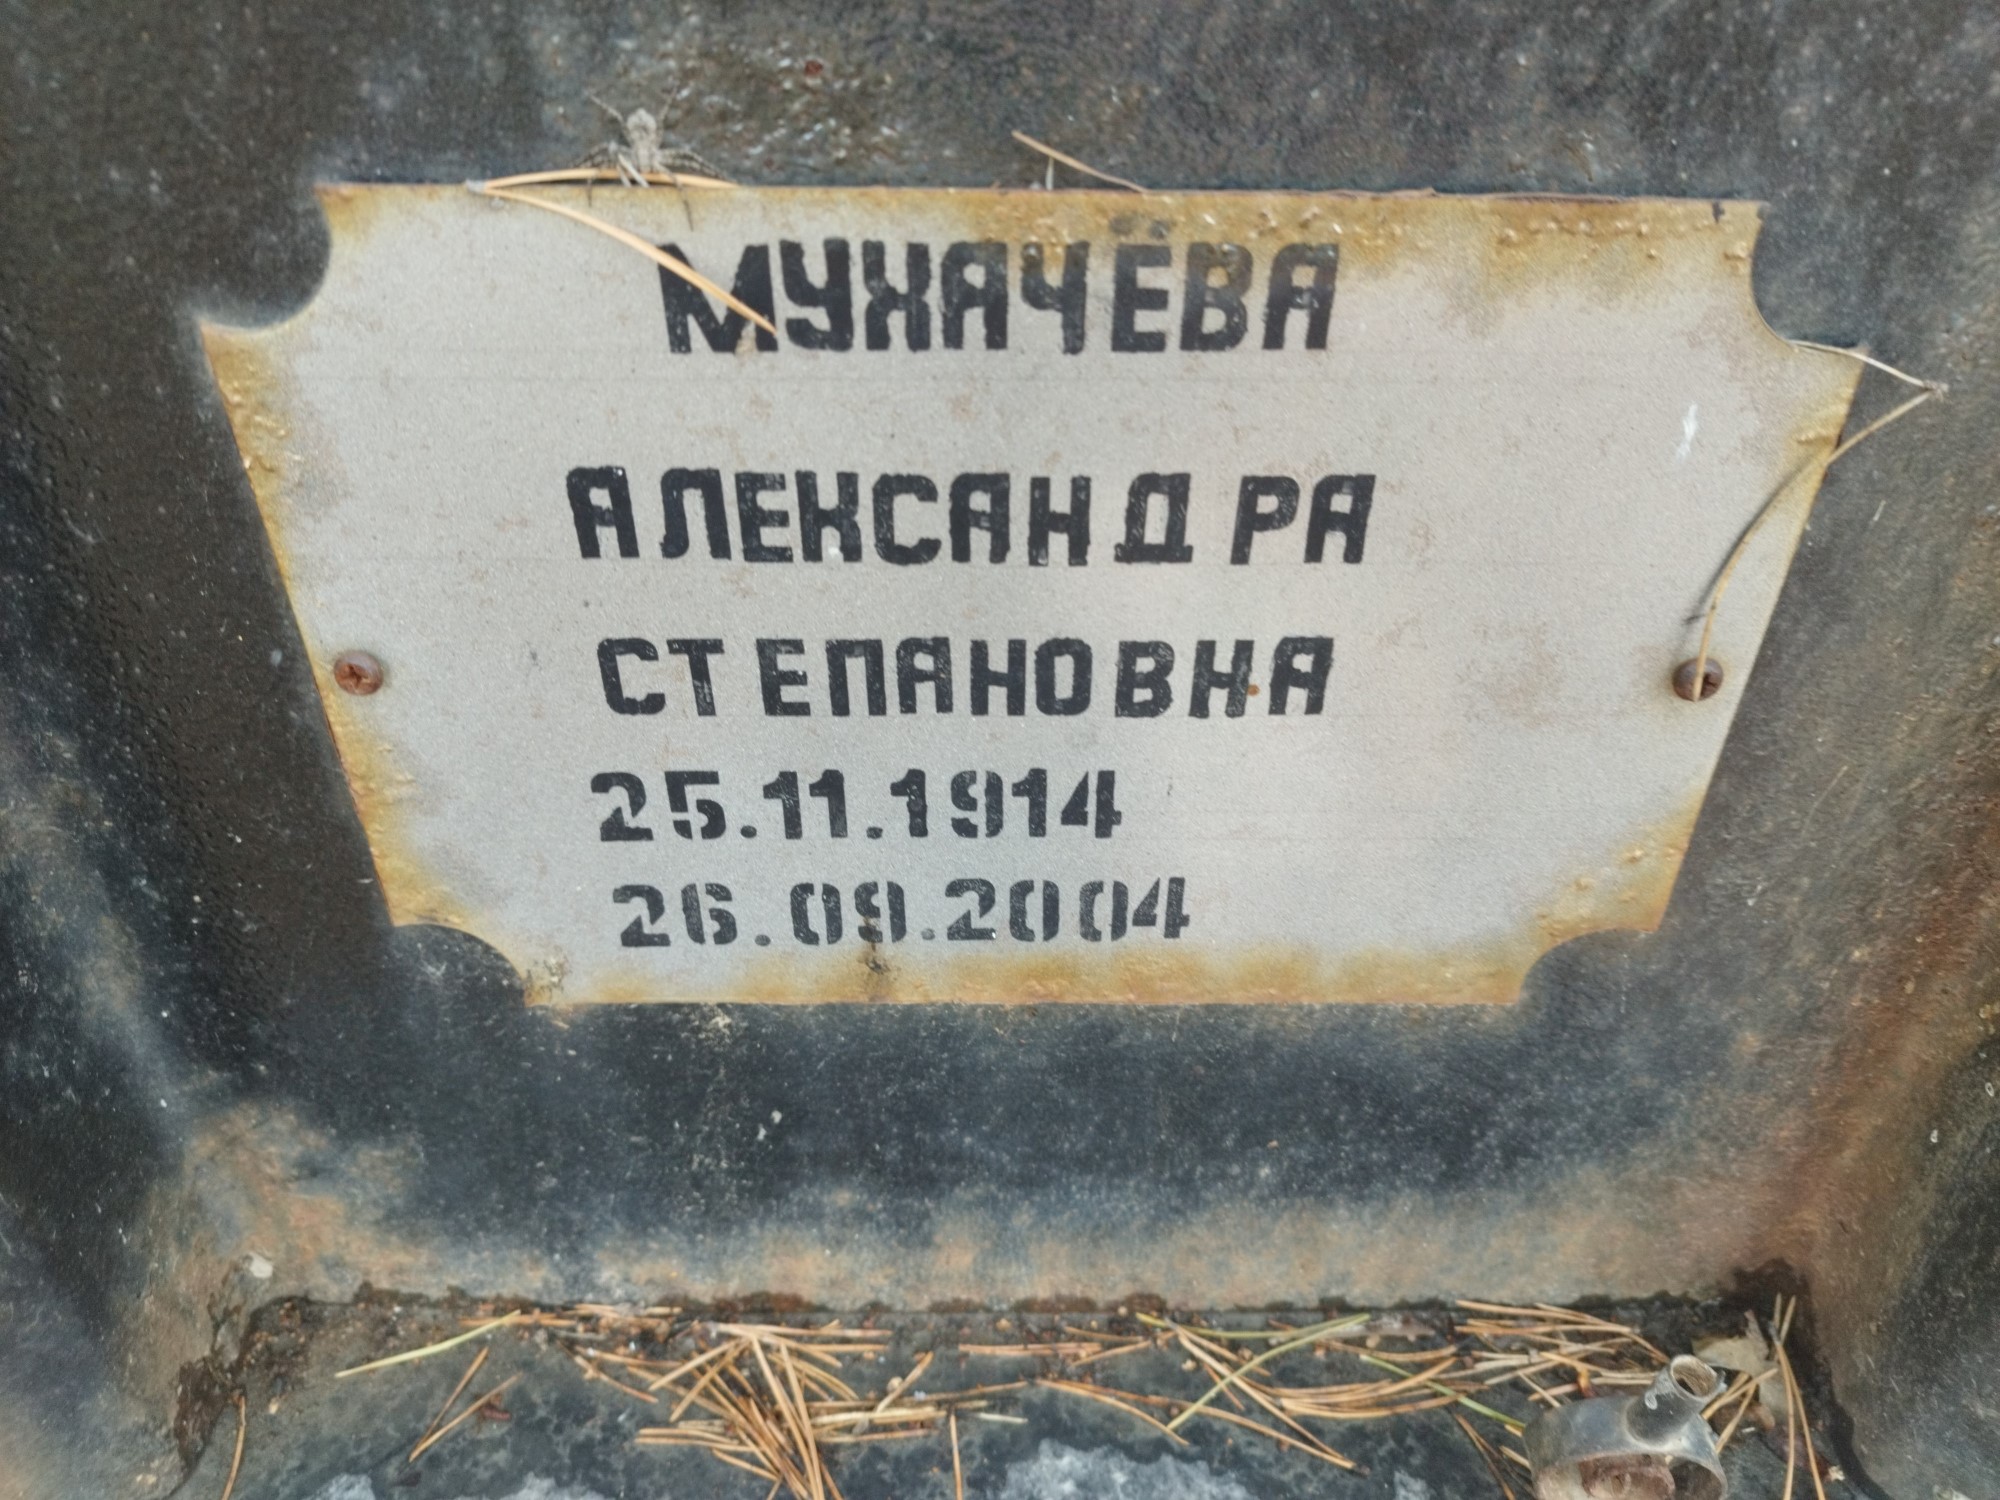 МУХАЧЁВА
АЛЕКСАНДРА
СТЕПАНОВНА
25.11.1914
26.09.2004